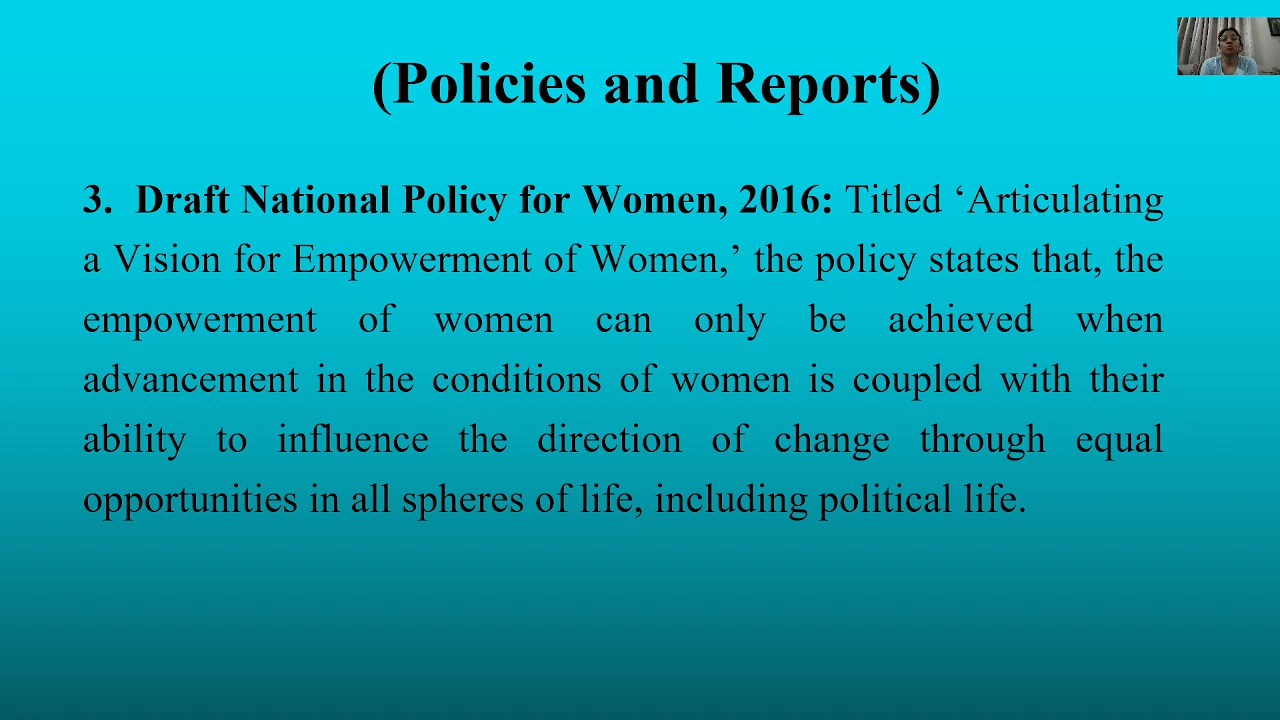 (Policies and Reports)
3. Draft National Policy for Women, 2016: Titled ‘Articulating
a Vision for Empowerment of Women,’ the policy states that, the
empowerment of women can only be achieved when
advancement in the conditions of women is coupled with their
ability to influence the direction of change through equal
opportunities in all spheres of life, including political life.